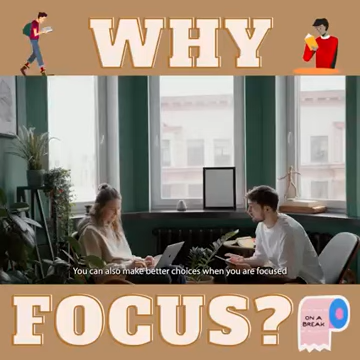 WHY
You can also make better choices when you are focused
FOCUS?
ON A
BREAK